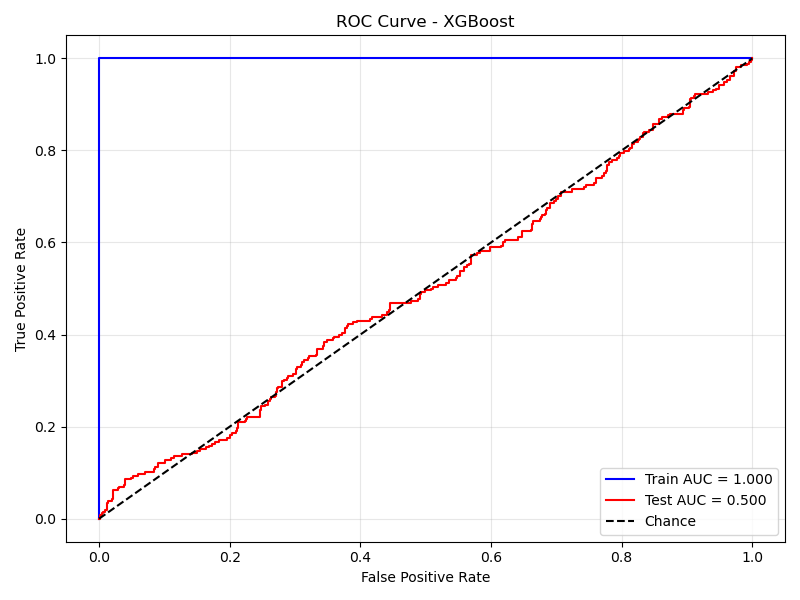 ROC Curve - XGBoost
True Positive Rate
1.0
0.8
0.6
0.4
0.2
0.0
Train AUC = 1.000
Test AUC = 0.500
Chance
0.0 0.2 0.4 0.6 0.8 1.0
False Positive Rate